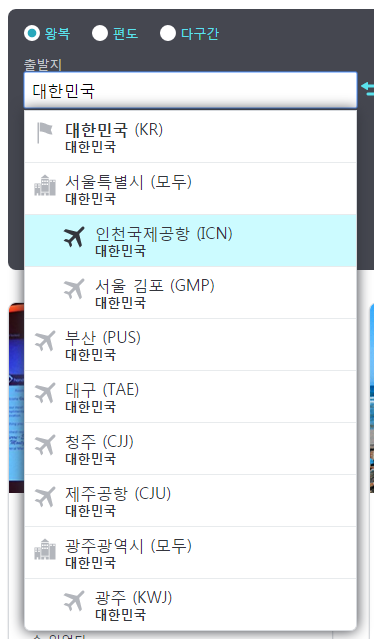 왕복 편도 다구간
출발지
대한민국
대한민국 (KR)
대한민국
서울특별시 (모두)
대한민국
인천국제공항 (ICN)
대한민국
서울 김포 (GMP)
대한민국
부산 (PUS)
대한민국
대구 (TAE)
대한민국
청주 (CJJ)
대한민국
제주공항 (CJU)
대한민국
광주광역시 (모두)
대한민국
광주 (KWJ)
대한민국